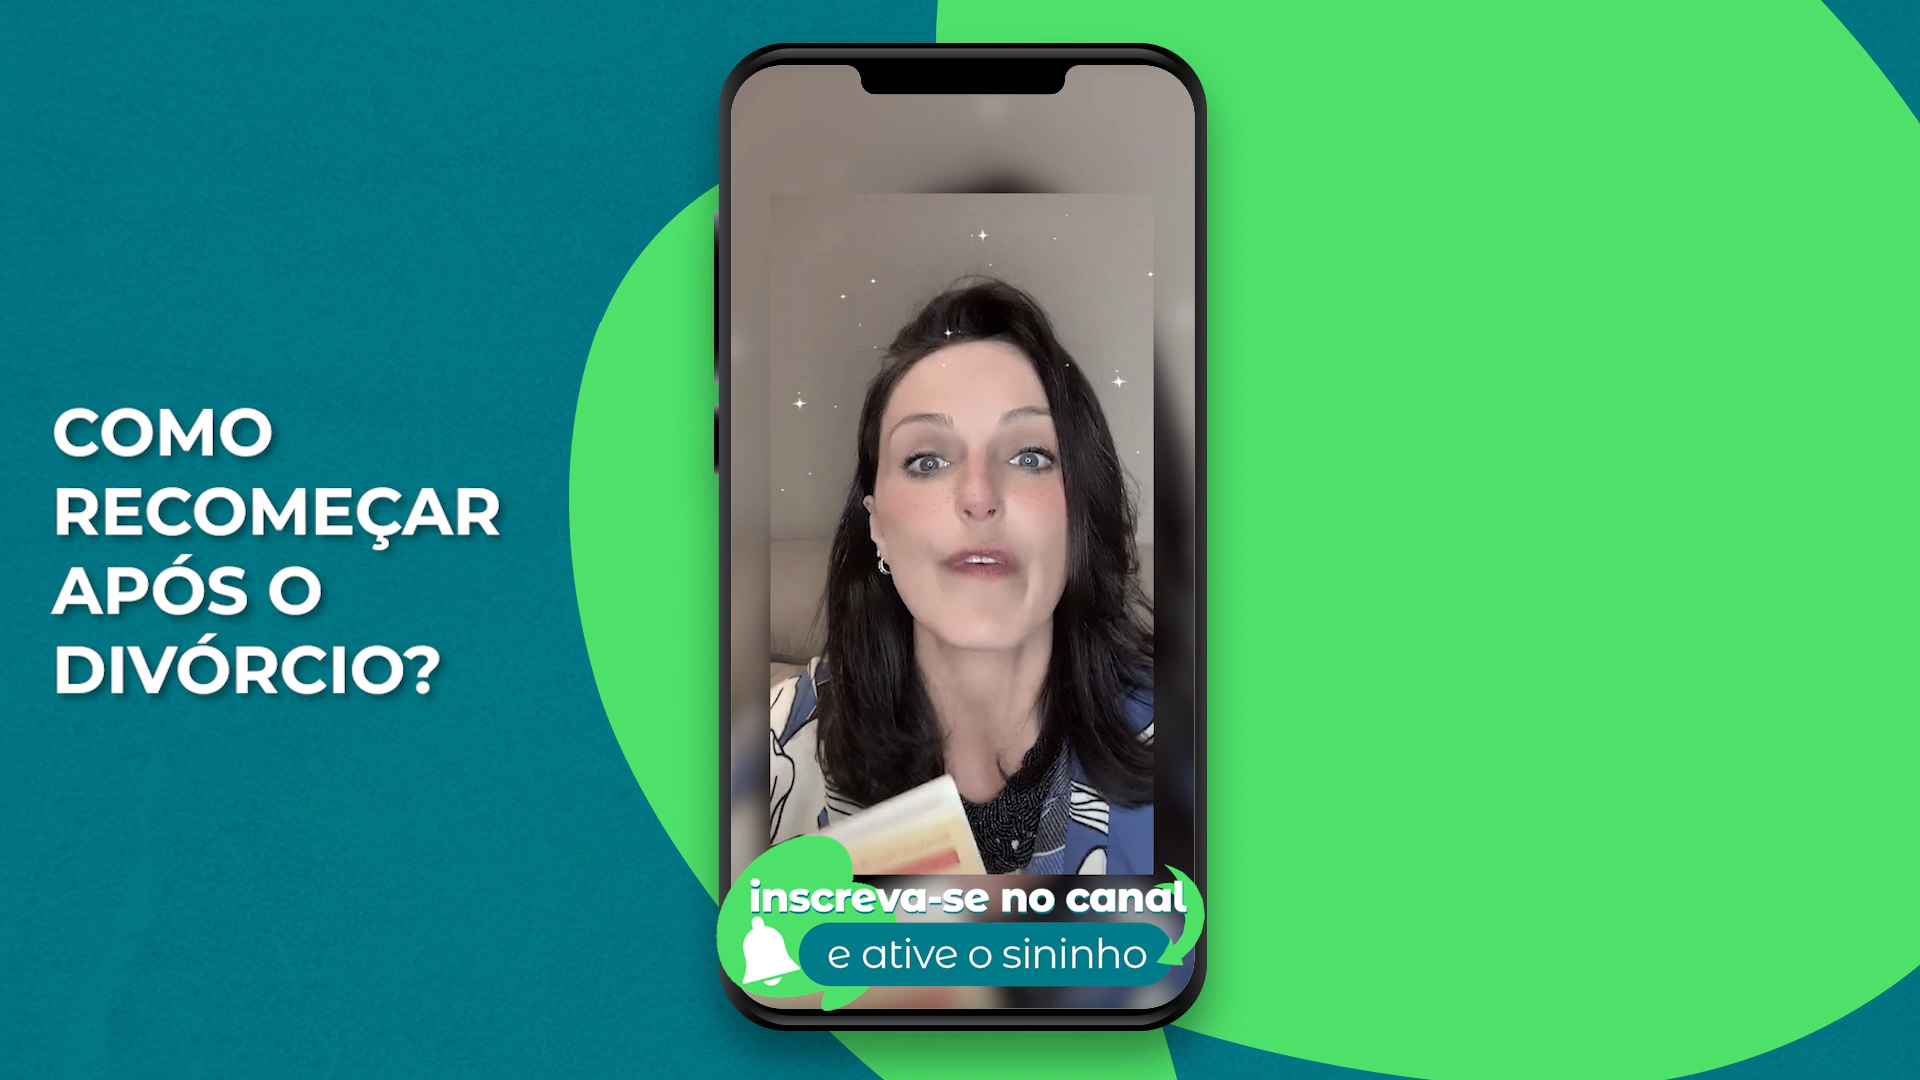 COMO
RECOMEÇAR
APÓS O
DIVÓRCIO?
inscreva-se no canal
e ative o sininho